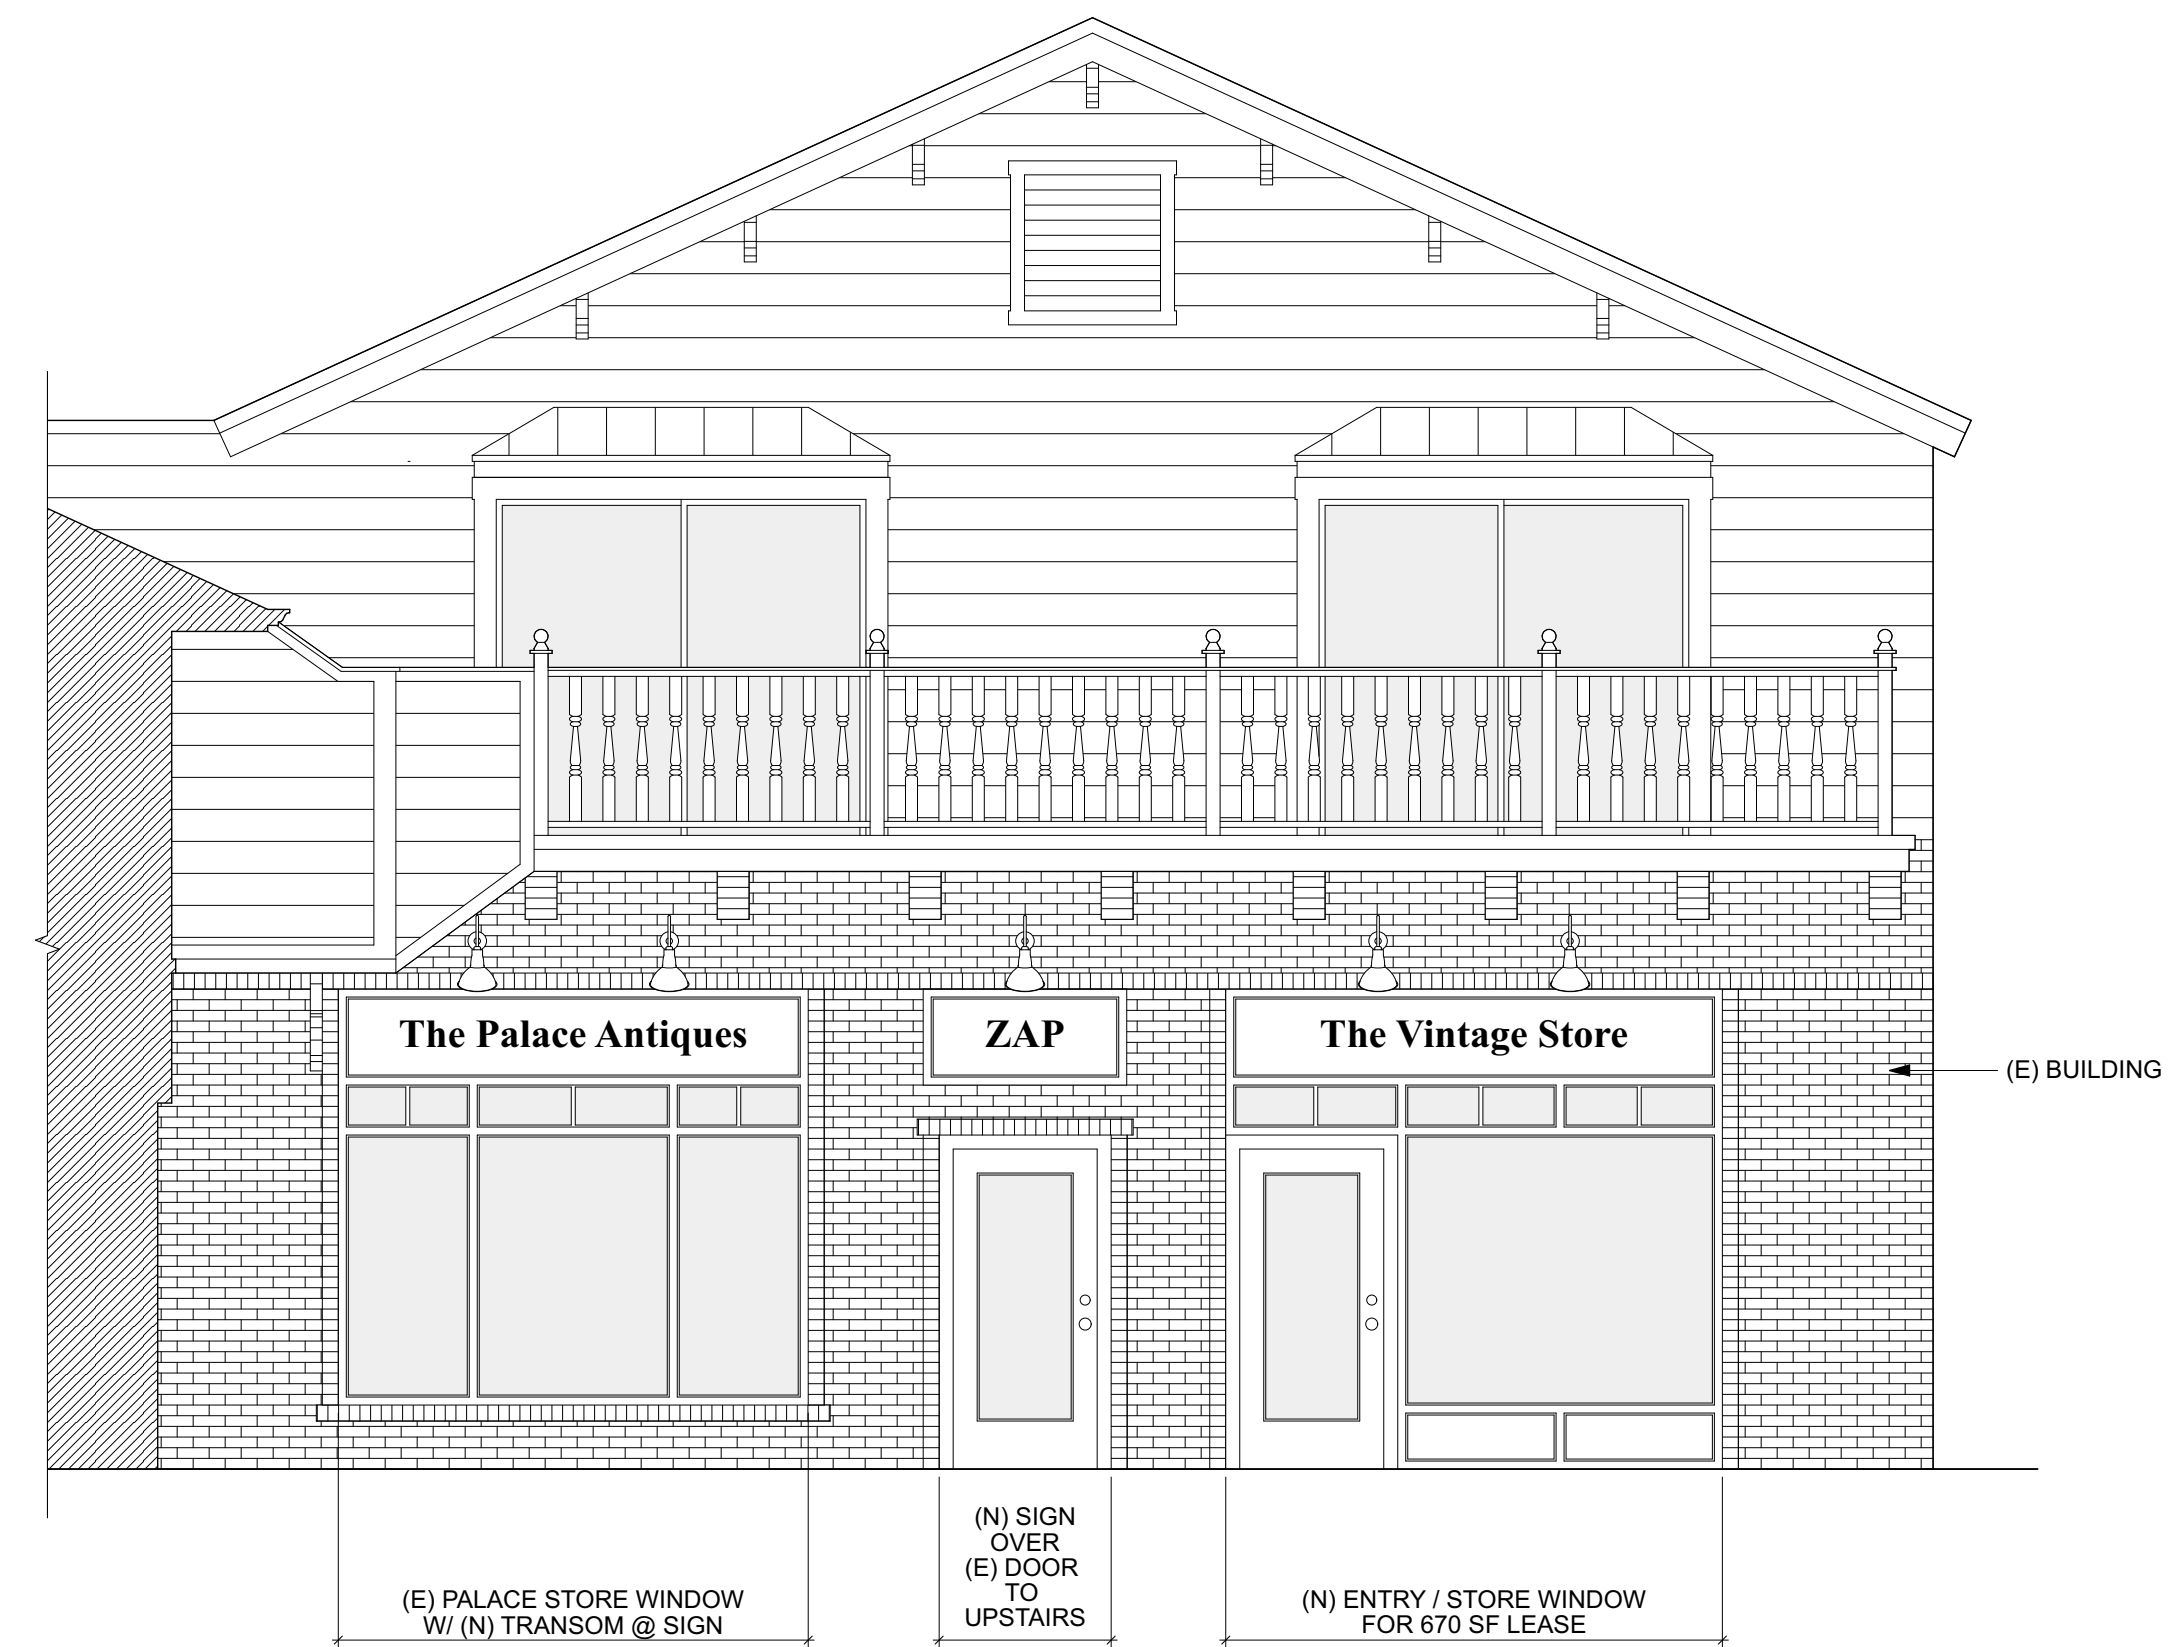 The Palace Antiques
ZAP
The Vintage Store
(E) BUILDING
(N) SIGN
OVER
(E) DOOR
TO
UPSTAIRS
(E) PALACE STORE WINDOW
W/ (N) TRANSOM @ SIGN
(N) ENTRY / STORE WINDOW
FOR 670 SF LEASE